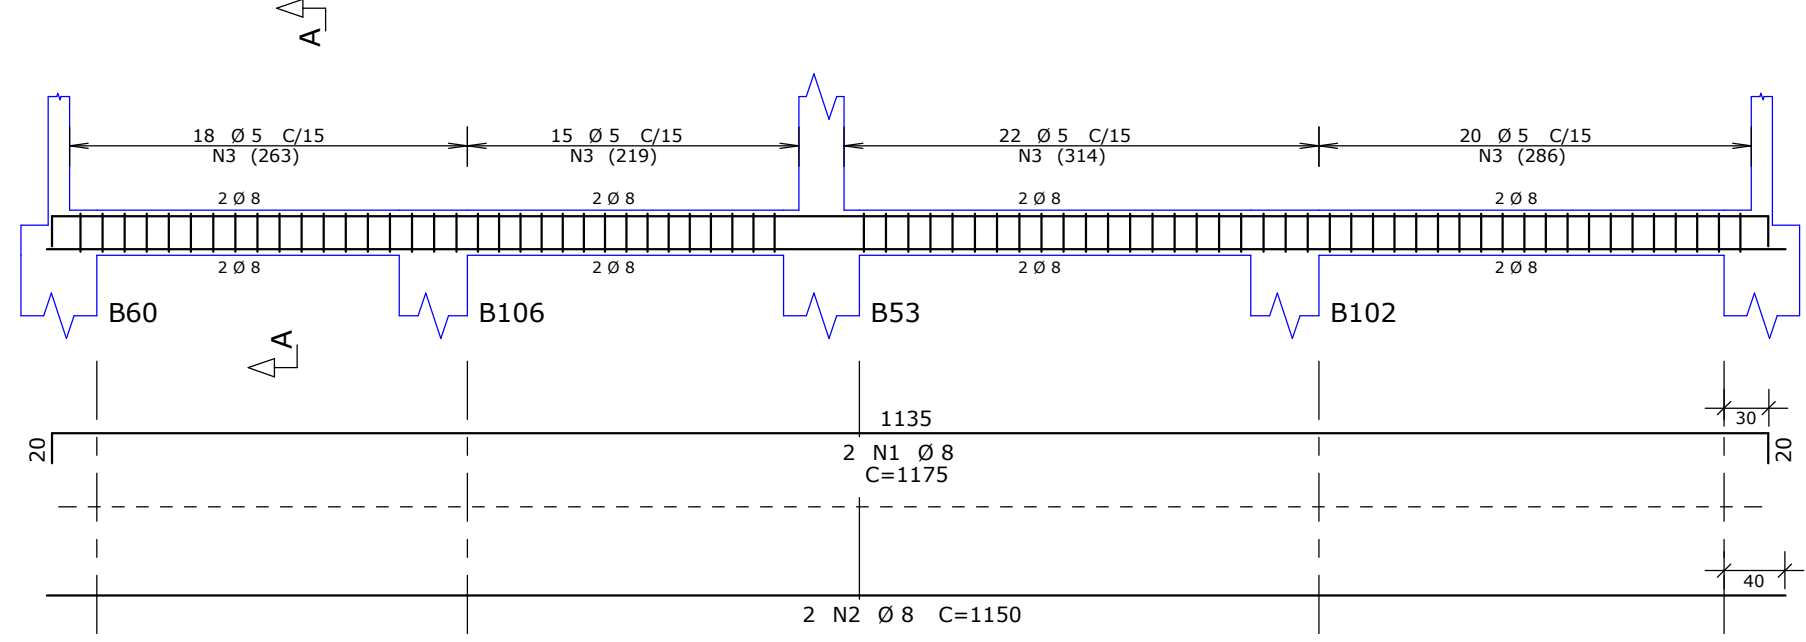 A
18 Ø 5 C/15
N3 (263)
15 Ø 5 C/15
N3 (219)
22 Ø 5 C/15
N3 (314)
20 Ø 5 C/15
N3 (286)
2 Ø 8
2 Ø 8
2 Ø 8
2 Ø 8
2 Ø 8
2 Ø 8
2 Ø 8
2 Ø 8
B60
B106
B53
B102
A
1135
30
20
2 N1 Ø 8
C=1175
20
40
2 N2 Ø 8 C=1150